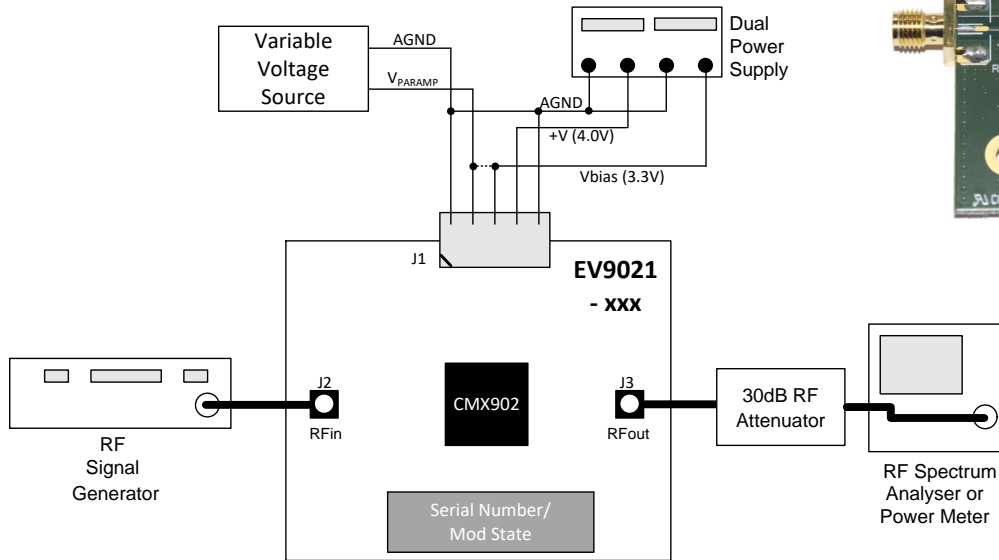 Variable
Voltage
Source
AGND
VPARAMP
Dual
Power
Supply
AGND
+V (4.0V)
Vbias (3.3V)
J1
EV9021
- xxx
J2
RFin
CMX902
J3
RFout
30dB RF
Attenuator
RF
Signal
Generator
RF Spectrum
Analyser or
Power Meter
Serial Number/
Mod State